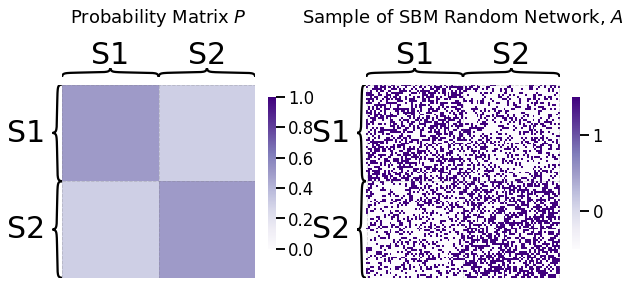 Probability Matrix P
S1 S2
S1
S2
1.0
0.8
0.6
0.4
0.2
0.0
Sample of SBM Random Network, A
S1 S2
S1
S2
1
0